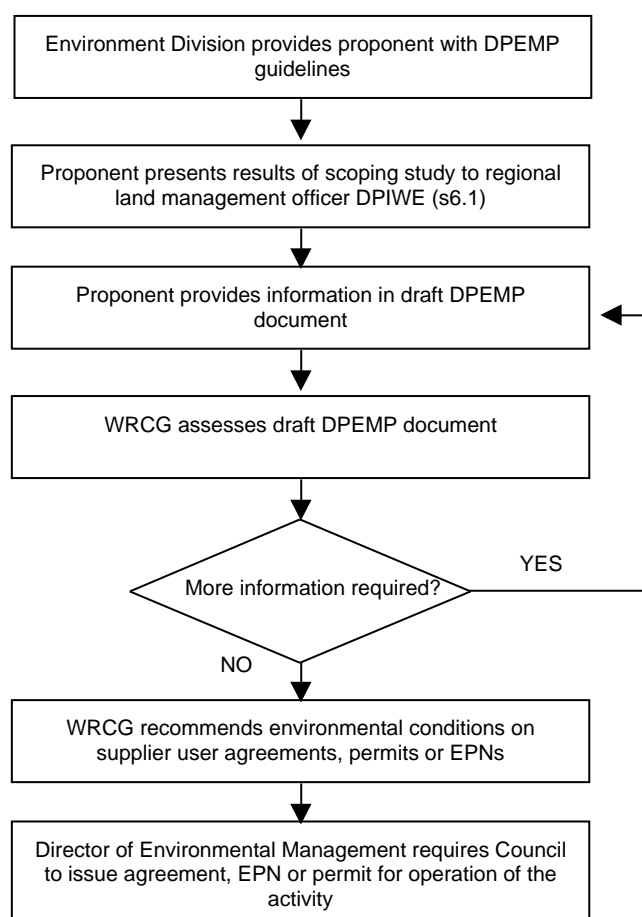 Environment Division provides proponent with DPEMP
guidelines
Proponent presents results of scoping study to regional
land management officer DPIWE (s6.1)
Proponent provides information in draft DPEMP
document
WRCG assesses draft DPEMP document
More information required?
YES
NO
WRCG recommends environmental conditions on
supplier user agreements, permits or EPNs
Director of Environmental Management requires Council
to issue agreement, EPN or permit for operation of the
activity